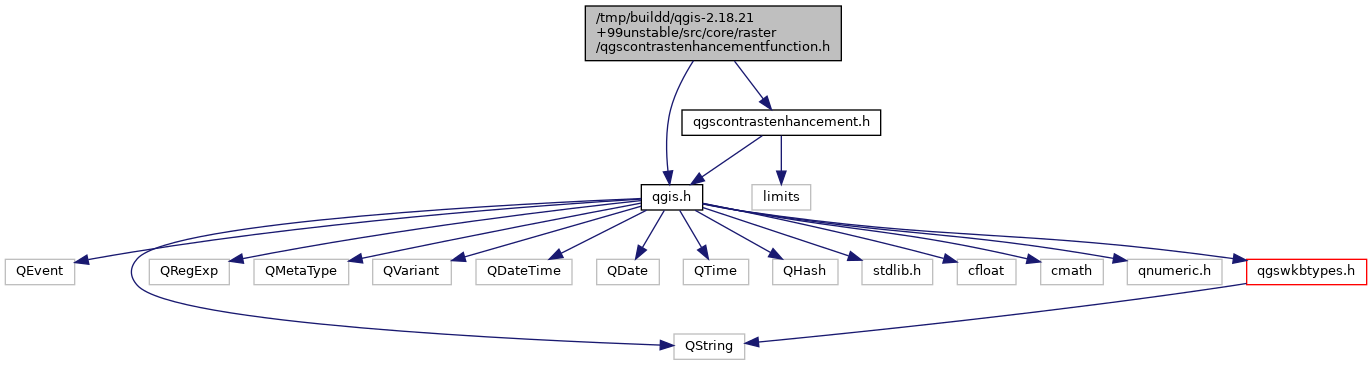 /tmp/buildd/qgis-2.18.21
+99unstable/src/core/raster
/qgscontrastenhancementfunction.h
qgscontrastenhancement.h
qgis.h
limits
QEvent
QRegExp
QMetaType
QVariant
QDateTime
QDate
QTime
QHash
stdlib.h
cfloat
cmath
qnumeric.h
qgswkbtypes.h
QString